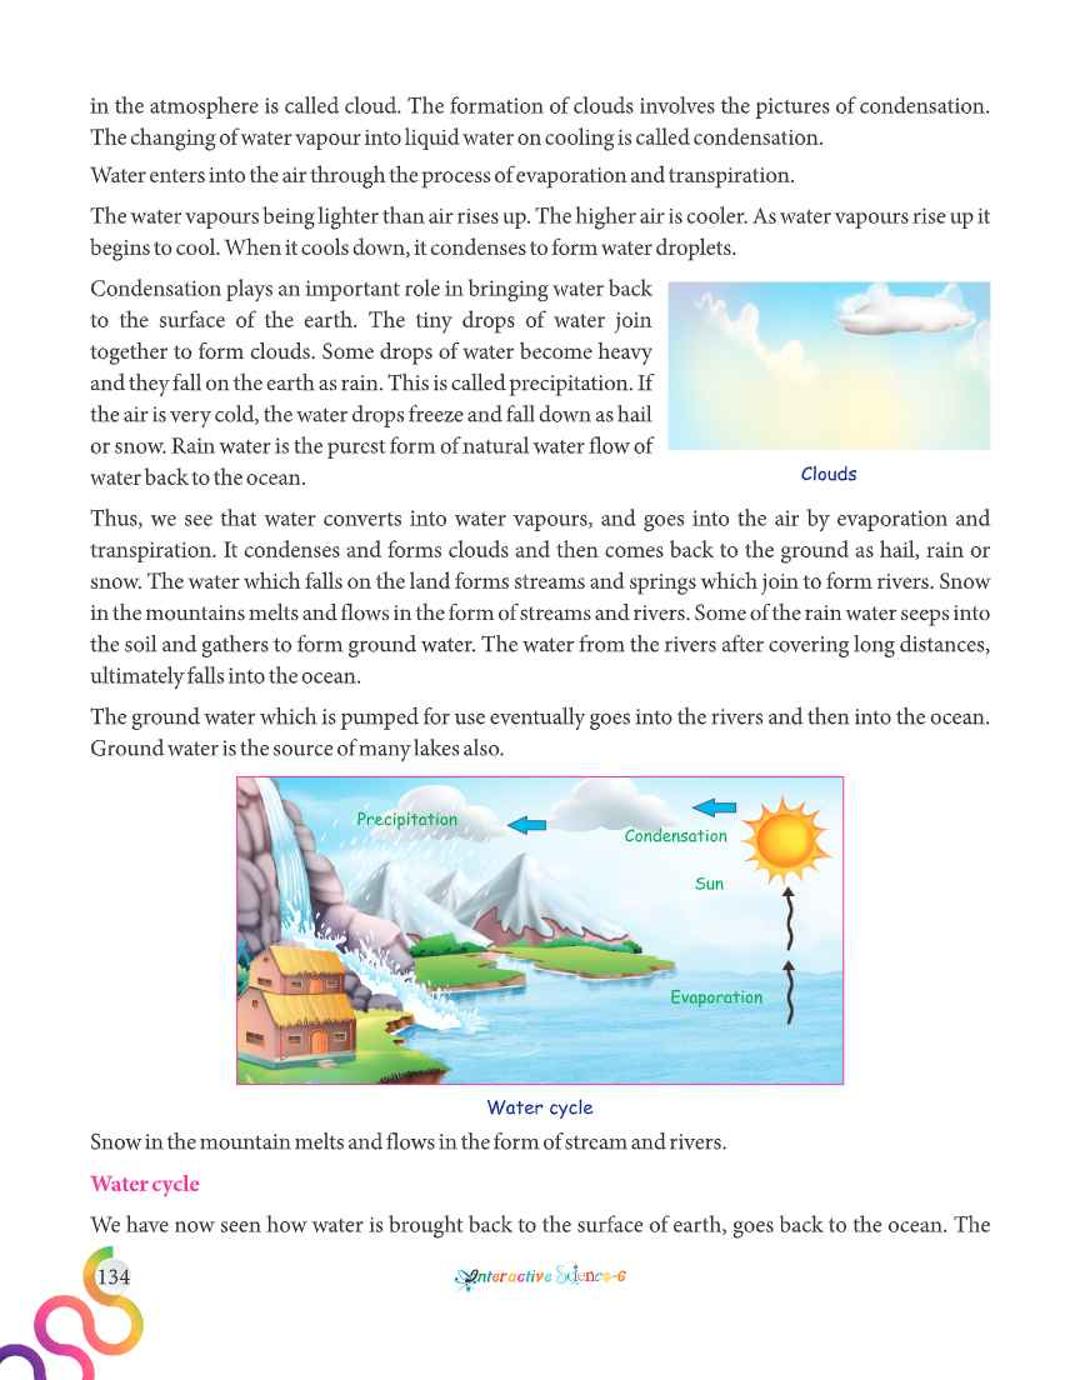 in the atmosphere is called cloud. The formation of clouds involves the pictures of condensation.
The changing of water vapour into liquid water on cooling is called condensation.
Water enters into the air through the process of evaporation and transpiration.
The water vapours being lighter than air rises up. The higher air is cooler. As water vapours rise up it
begins to cool. When it cools down, it condenses to form water droplets.
Condensation plays an important role in bringing water back
to the surface of the earth. The tiny drops of water join
together to form clouds. Some drops of water become heavy
and they fall on the earth as rain. This is called precipitation. If
the air is very cold, the water drops freeze and fall down as hail
or snow. Rain water is the purest form of natural water flow of
water back to the ocean.
Clouds
Thus, we see that water converts into water vapours, and goes into the air by evaporation and
transpiration. It condenses and forms clouds and then comes back to the ground as hail, rain or
snow. The water which falls on the land forms streams and springs which join to form rivers. Snow
in the mountains melts and flows in the form of streams and rivers. Some of the rain water seeps into
the soil and gathers to form ground water. The water from the rivers after covering long distances,
ultimately falls into the ocean.
The ground water which is pumped for use eventually goes into the rivers and then into the ocean.
Ground water is the source of many lakes also.
Precipitation
Condensation
Sun
Evaporation
Water cycle
Snow in the mountain melts and flows in the form of stream and rivers.
Water cycle
We have now seen how water is brought back to the surface of earth, goes back to the ocean. The
134
Interactive Science-6